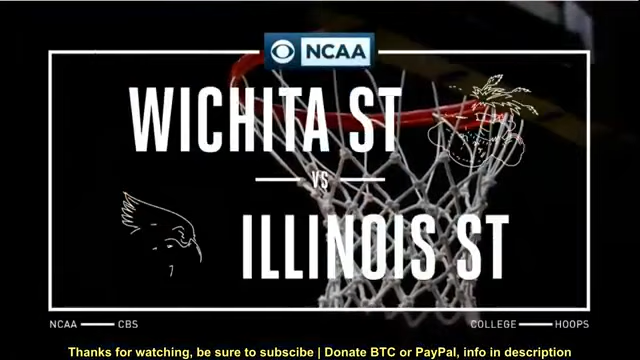 NCAA
WICHITA ST
VS
ILLINOIS ST
NCAA CBS
COLLEGE HOOPS
Thanks for watching, be sure to subscibe | Donate BTC or PayPal, info in description